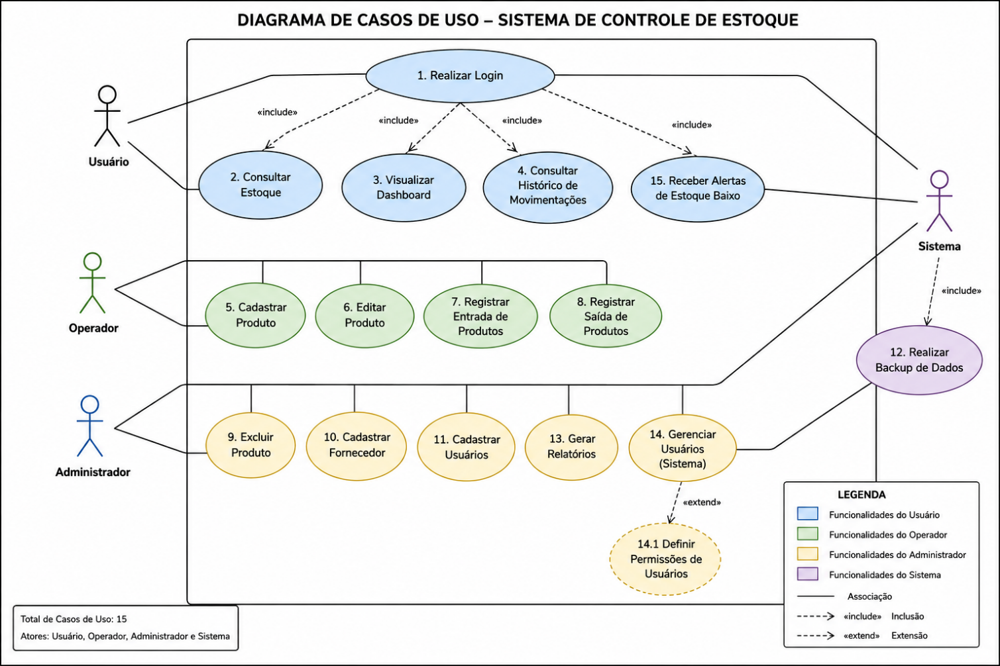 DIAGRAMA DE CASOS DE USO – SISTEMA DE CONTROLE DE ESTOQUE
1. Realizar Login
Usuário
«include»
«include»
«include»
«include»
2. Consultar
Estoque
3. Visualizar
Dashboard
4. Consultar
Histórico de
Movimentações
15. Receber Alertas
de Estoque Baixo
Sistema
«include»
Operador
5. Cadastrar
Produto
6. Editar
Produto
7. Registrar
Entrada de
Produtos
8. Registrar
Saída de
Produtos
12. Realizar
Backup de Dados
Administrador
9. Excluir
Produto
10. Cadastrar
Fornecedor
11. Cadastrar
Usuários
13. Gerar
Relatórios
14. Gerenciar
Usuários
(Sistema)
«extend»
14.1 Definir
Permissões de
Usuários
LEGENDA
Funcionalidades do Usuário
Funcionalidades do Operador
Funcionalidades do Administrador
Funcionalidades do Sistema
Associação
«include» Inclusão
«extend» Extensão
Total de Casos de Uso: 15
Atores: Usuário, Operador, Administrador e Sistema